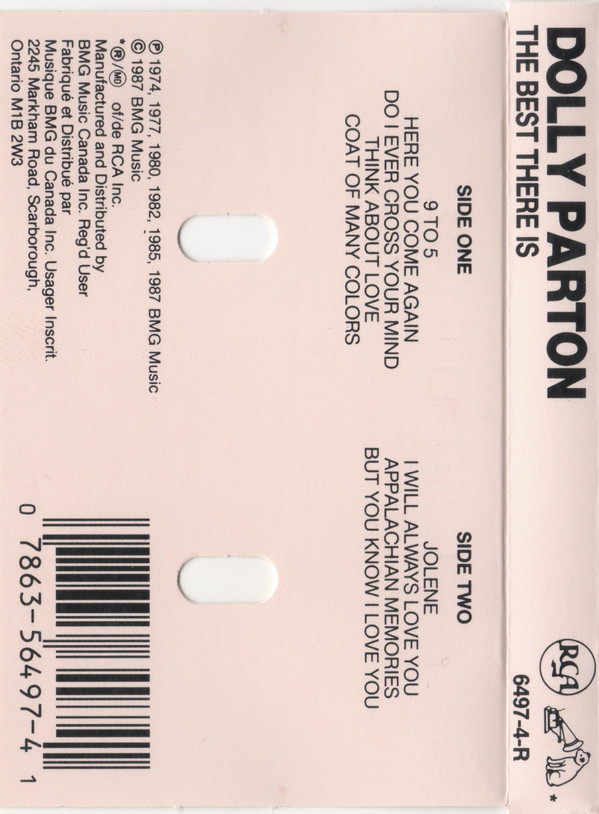 DOLLY PARTON
THE BEST THERE IS
RCA
*
6497-4-R
SIDE ONE
9 TO 5
HERE YOU COME AGAIN
DO I EVER CROSS YOUR MIND
THINK ABOUT LOVE
COAT OF MANY COLORS
SIDE TWO
JOLENE
I WILL ALWAYS LOVE YOU
APPALACHIAN MEMORIES
BUT YOU KNOW I LOVE YOU
℗ 1974, 1977, 1980, 1982, 1985, 1987 BMG Music
© 1987 BMG Music
*®/MD of/de RCA Inc.
Manufactured and Distributed by
BMG Music Canada Inc. Reg'd User
Fabriqué et Distribué par
Musique BMG du Canada Inc. Usager Inscrit.
2245 Markham Road, Scarborough,
Ontario M1B 2W3
0 7863-56497-4 1